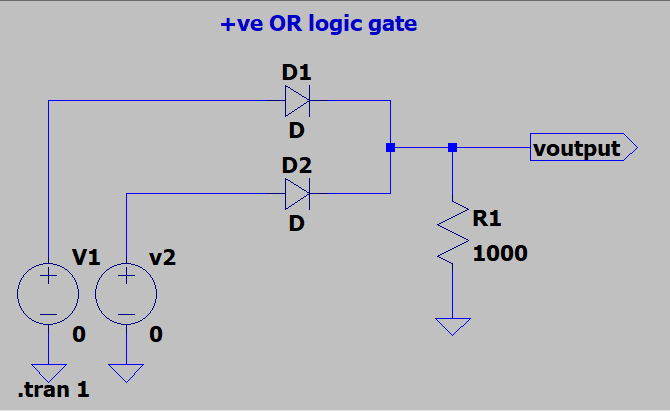 +ve OR logic gate
D1
D
D2
D
voutput
V1
0
v2
0
R1
1000
.tran 1